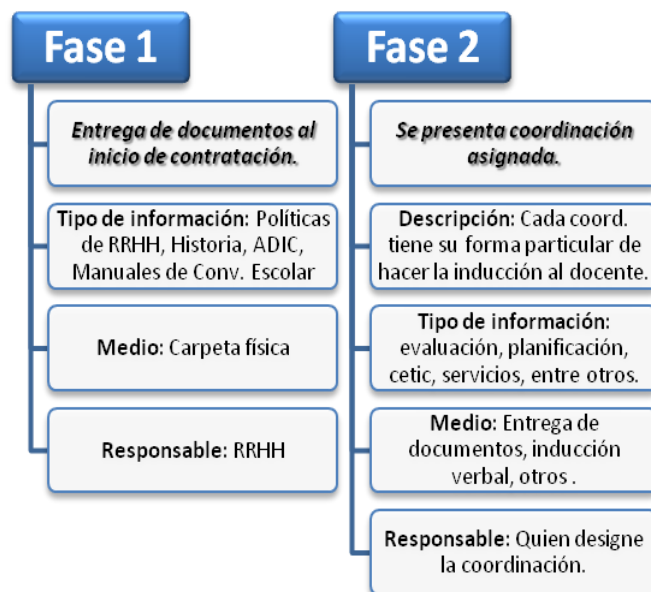 Fase 1
Entrega de documentos al
inicio de contratación.
Tipo de información: Políticas
de RRHH, Historia, ADIC,
Manuales de Conv. Escolar
Medio: Carpeta física
Responsable: RRHH
Fase 2
Se presenta coordinación
asignada.
Descripción: Cada coord.
tiene su forma particular de
hacer la inducción al docente.
Tipo de información:
evaluación, planificación,
cetic, servicios, entre otros.
Medio: Entrega de
documentos, inducción
verbal, otros .
Responsable: Quien designe
la coordinación.